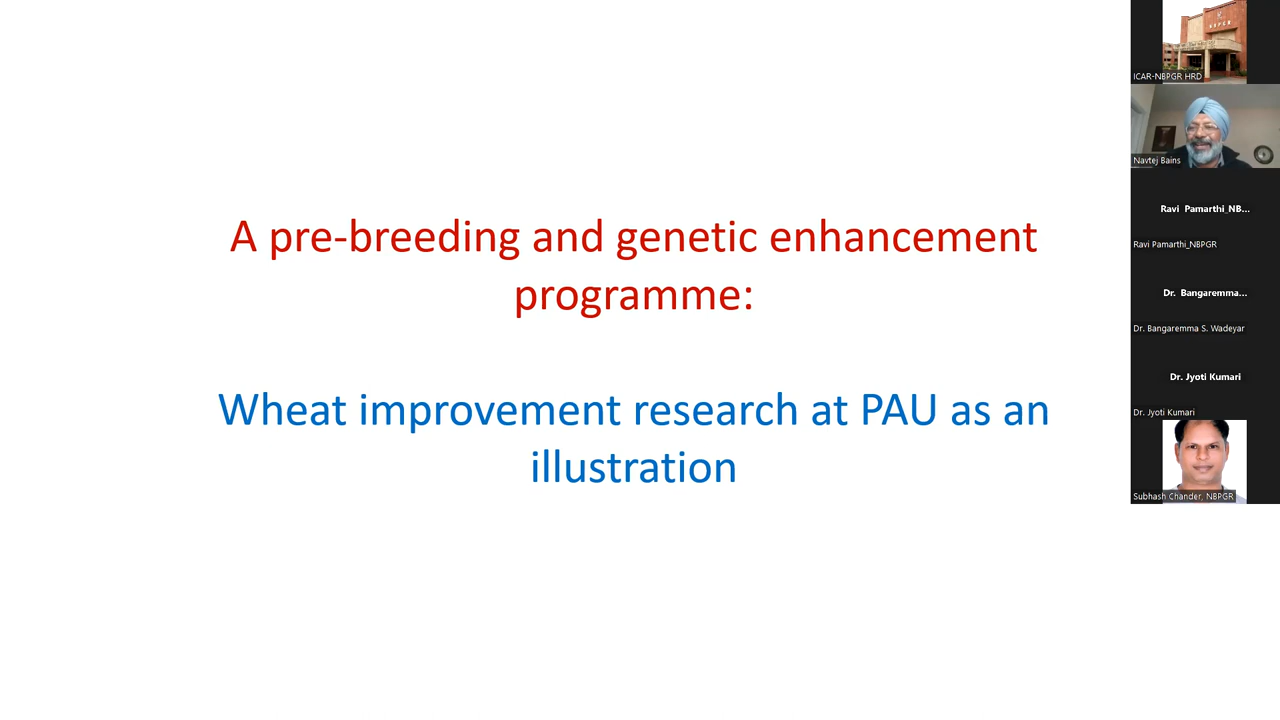 A pre-breeding and genetic enhancement
programme:
Wheat improvement research at PAU as an
illustration
ICAR-NBPGR HRD
Navtej Bains
Ravi Pamarthi_NB...
Ravi Pamarthi_NBPGR
Dr. Bangaremma...
Dr. Bangaremma S. Wadeyar
Dr. Jyoti Kumari
Dr. Jyoti Kumari
Subhash Chander, NBPGR